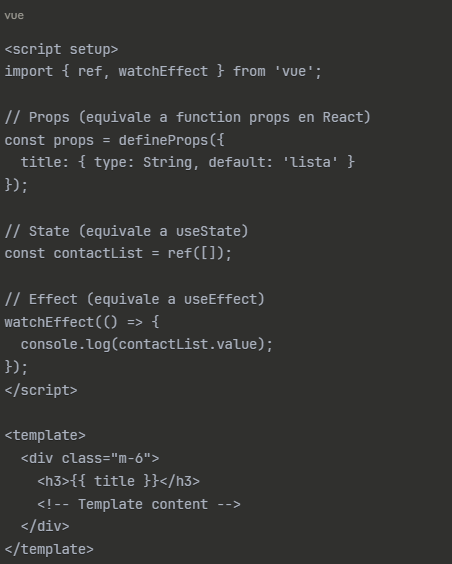 vue
<script setup>
import { ref, watchEffect } from 'vue';
// Props (equivale a function props en React)
const props = defineProps({
  title: { type: String, default: 'lista' }
});
// State (equivale a useState)
const contactList = ref([]);
// Effect (equivale a useEffect)
watchEffect(() => {
  console.log(contactList.value);
});
</script>
<template>
  <div class="m-6">
    <h3>{{ title }}</h3>
    <!-- Template content -->
  </div>
</template>